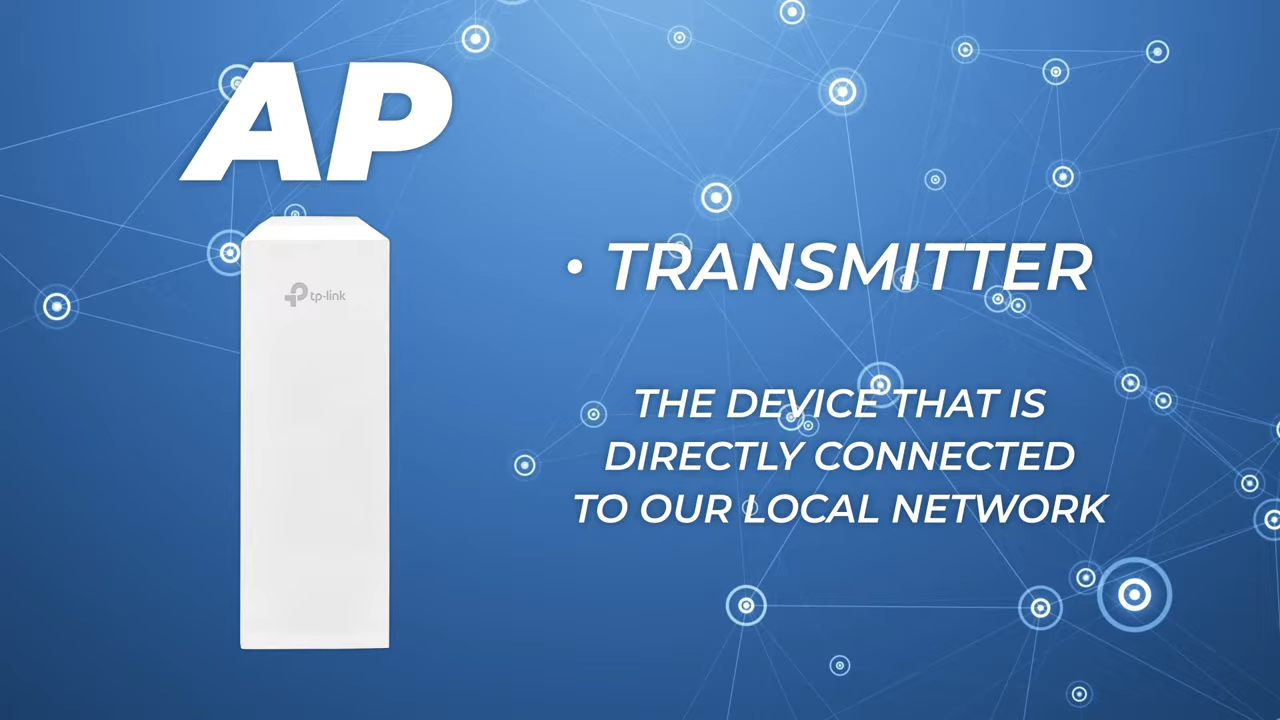 AP
tp-link
• TRANSMITTER
THE DEVICE THAT IS
DIRECTLY CONNECTED
TO OUR LOCAL NETWORK